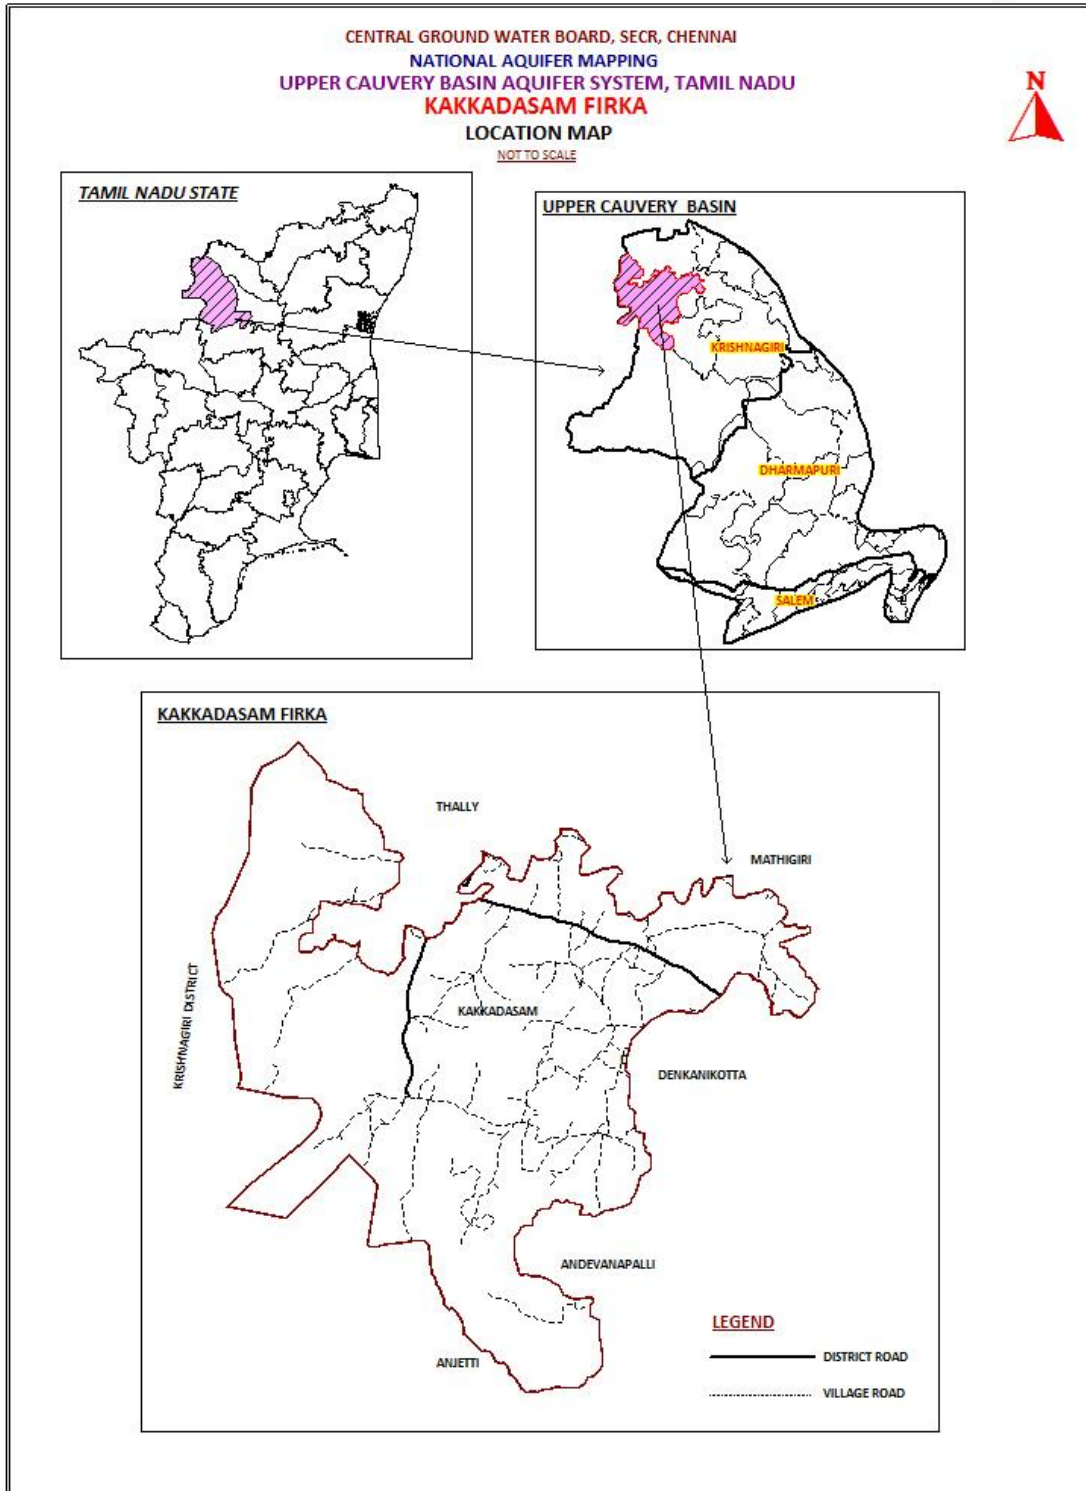 CENTRAL GROUND WATER BOARD, SECR, CHENNAI
NATIONAL AQUIFER MAPPING
UPPER CAUVERY BASIN AQUIFER SYSTEM, TAMIL NADU
KAKKADASAM FIRKA
LOCATION MAP
NOT TO SCALE
N
TAMIL NADU STATE
UPPER CAUVERY BASIN
KRISHNAGIRI
DHARMAPURI
SALEM
KAKKADASAM FIRKA
THALLY
MATHIGIRI
KRISHNAGIRI DISTRICT
KAKKADASAM
DENKANIKOTTA
ANDEVANAPALLI
ANJETTI
LEGEND
DISTRICT ROAD
VILLAGE ROAD